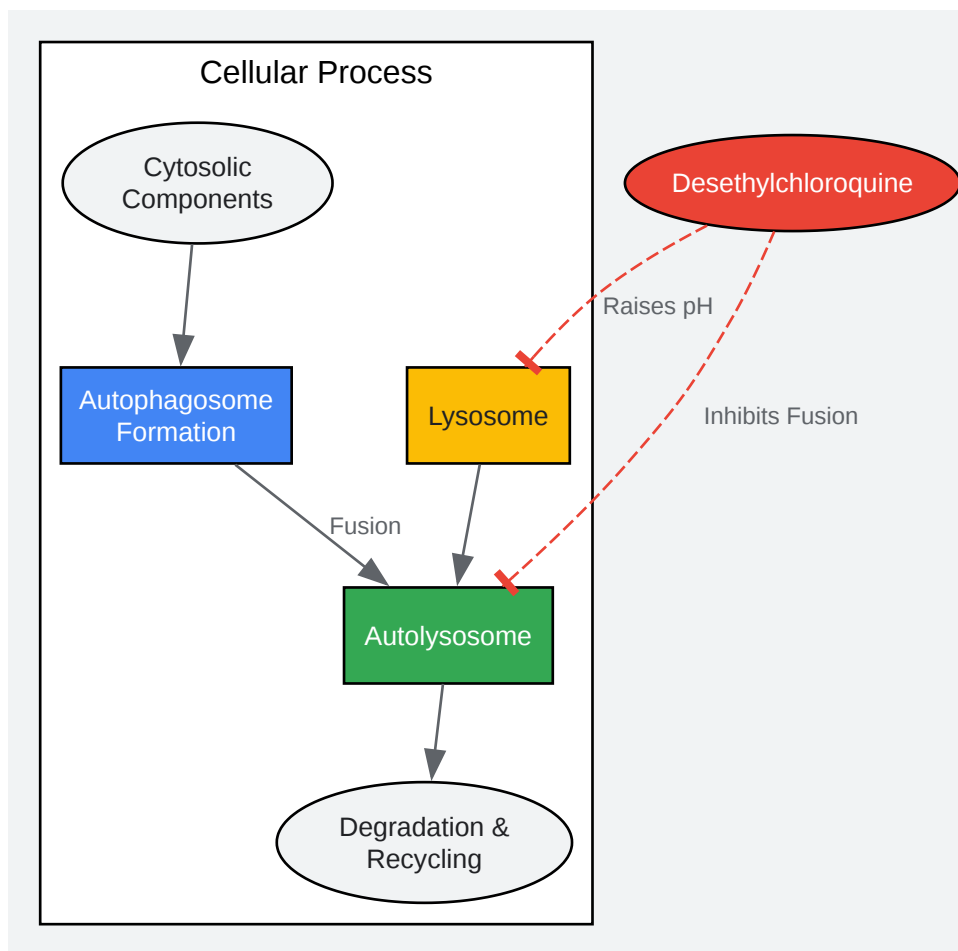 Cellular Process
Cytosolic
Components
Desethylchloroquine
Raises pH
Autophagosome
Formation
Lysosome
Inhibits Fusion
Fusion
Autolysosome
Degradation &
Recycling